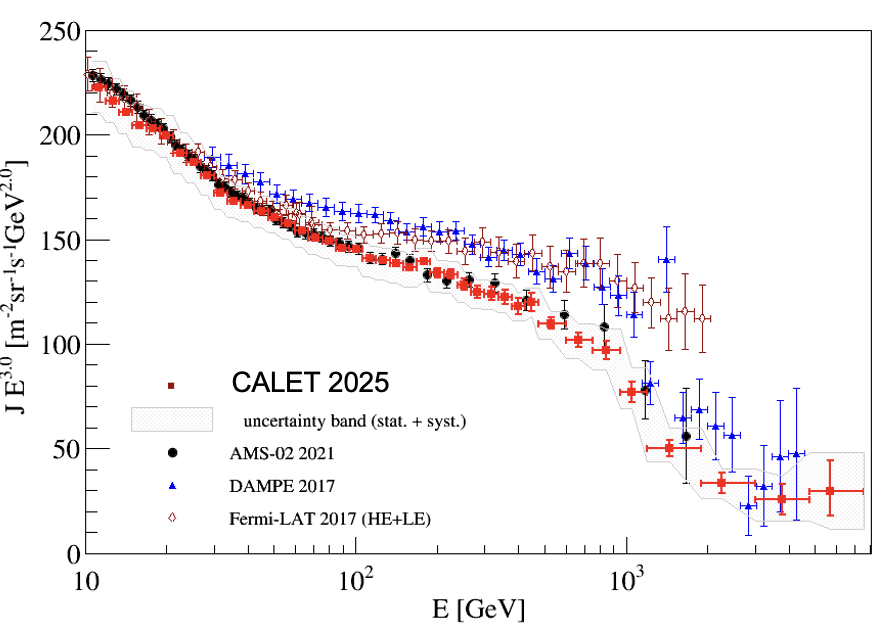 250
200
150
100
50
0
J E^3.0 [m^-2 sr^-1 s^-1 GeV^2.0]
CALET 2025
uncertainty band (stat. + syst.)
AMS-02 2021
DAMPE 2017
Fermi-LAT 2017 (HE+LE)
10
10^2
10^3
E [GeV]